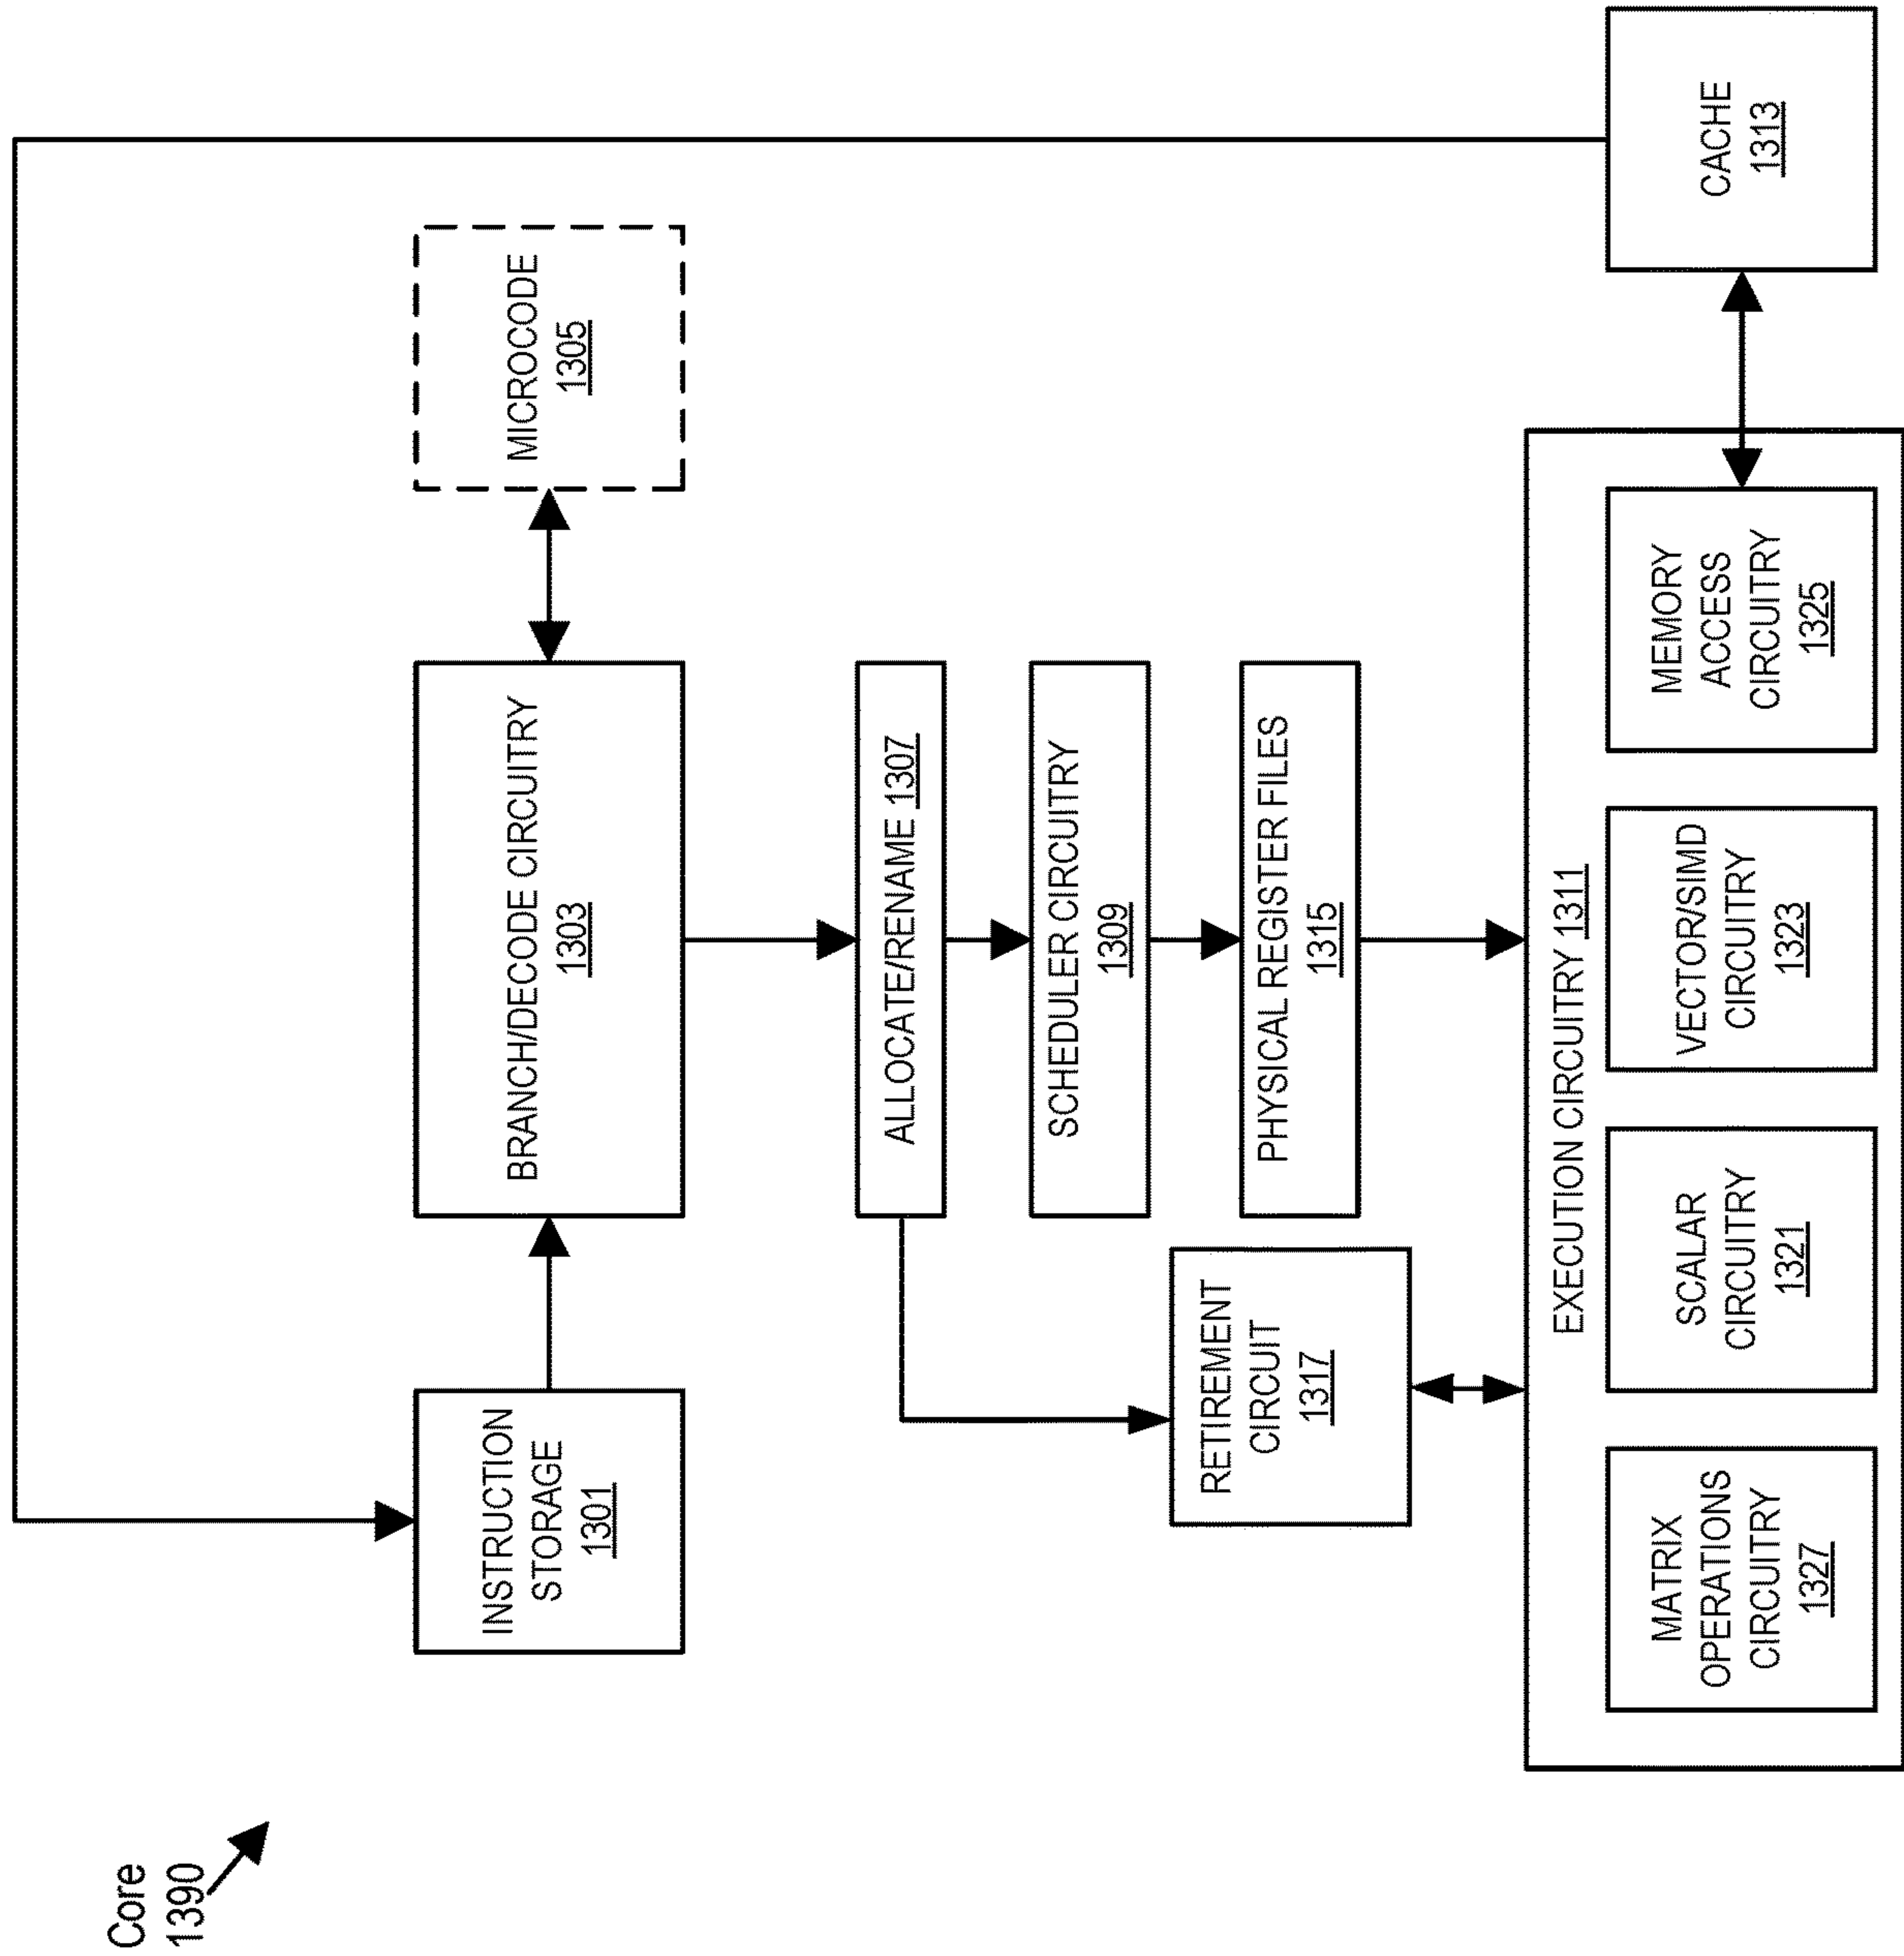 Core
1390
INSTRUCTION
STORAGE
1301
BRANCH/DECODE CIRCUITRY
1303
MICROCODE
1305
ALLOCATE/RENAME 1307
SCHEDULER CIRCUITRY
1309
PHYSICAL REGISTER FILES
1315
RETIREMENT
CIRCUIT
1317
EXECUTION CIRCUITRY 1311
MATRIX
OPERATIONS
CIRCUITRY
1327
SCALAR
CIRCUITRY
1321
VECTOR/SIMD
CIRCUITRY
1323
MEMORY
ACCESS
CIRCUITRY
1325
CACHE
1313